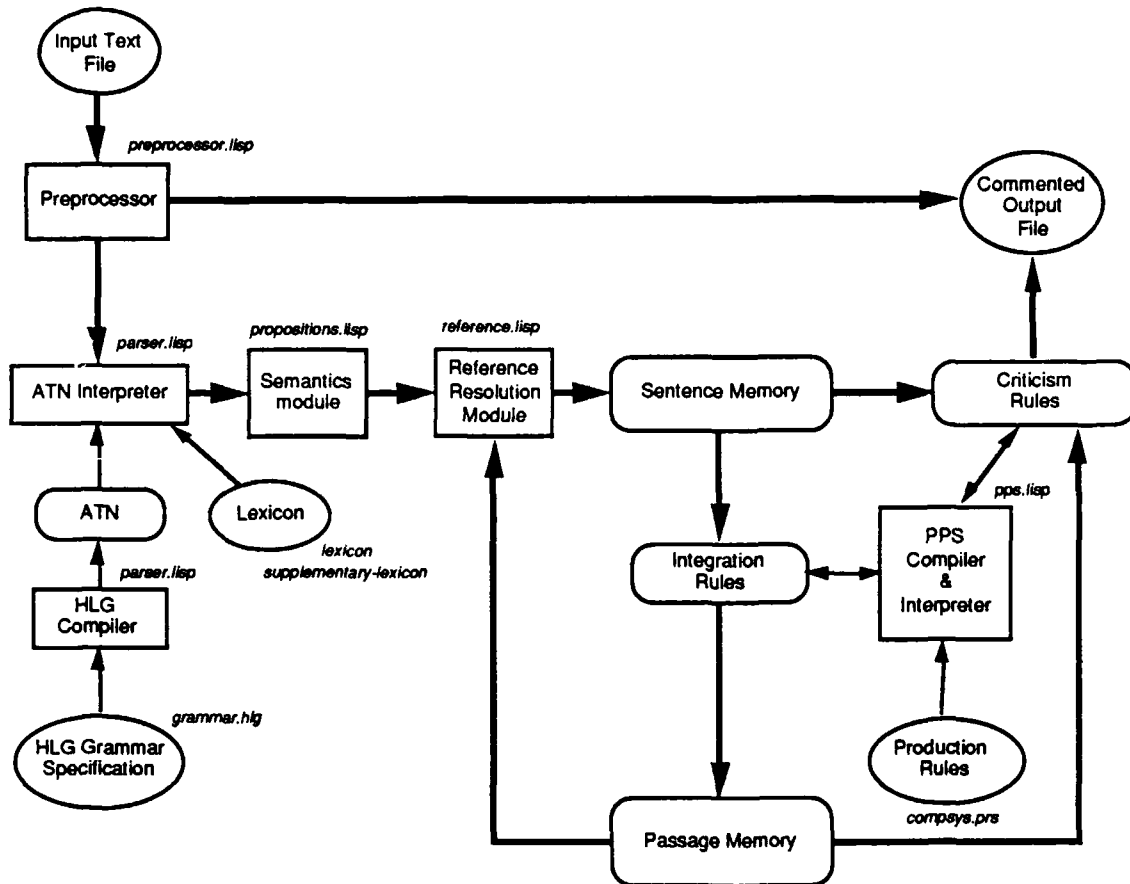 Input Text
File
preprocessor.lisp
Preprocessor
Commented
Output
File
parser.lisp
propositions.lisp
reference.lisp
ATN Interpreter
Semantics
module
Reference
Resolution
Module
Sentence Memory
Criticism
Rules
ATN
Lexicon
lexicon
supplementary-lexicon
pps.lisp
parser.lisp
HLG
Compiler
Integration
Rules
PPS
Compiler
&
Interpreter
grammar.hlg
HLG Grammar
Specification
Production
Rules
compsys.prs
Passage Memory